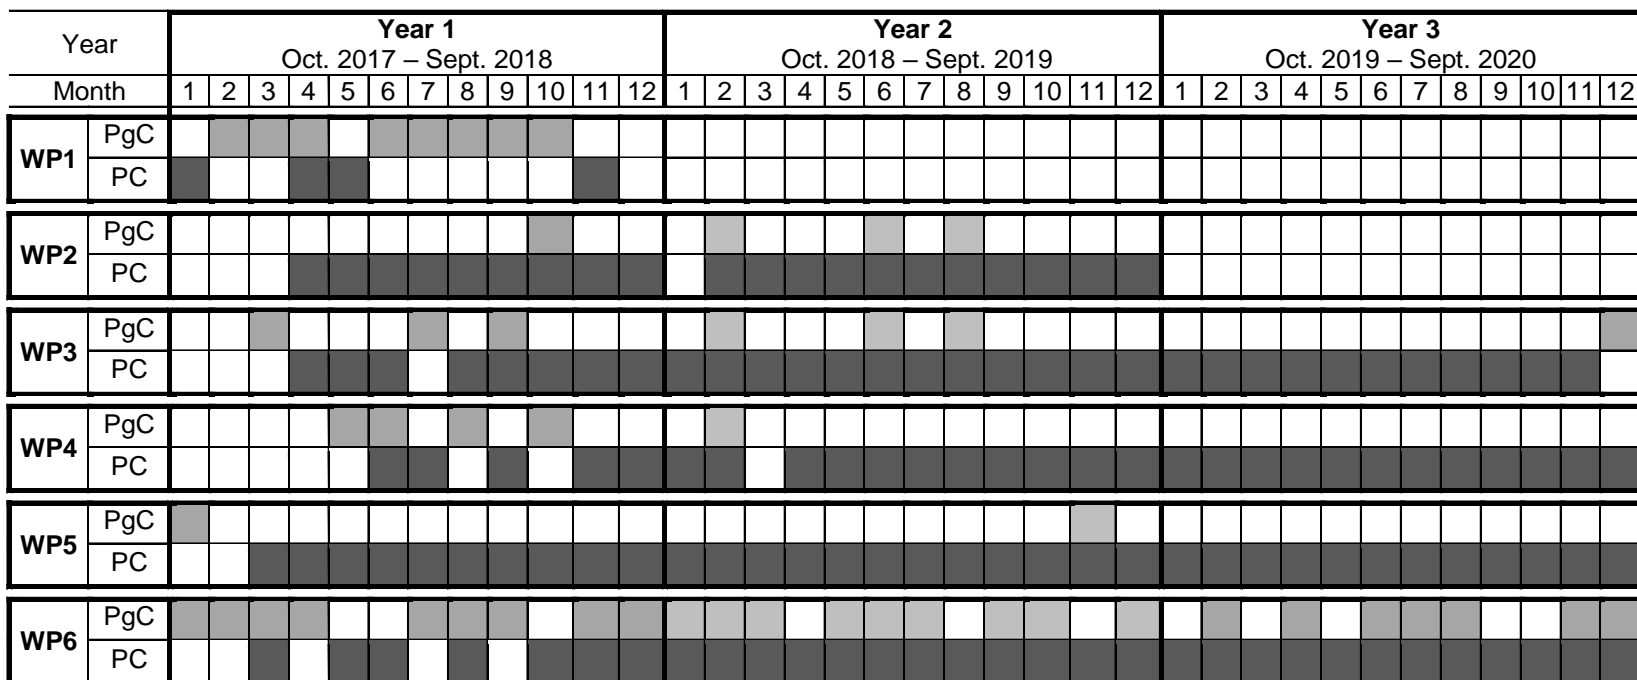 Year Year 1 Year 2 Year 3
Oct. 2017 – Sept. 2018 Oct. 2018 – Sept. 2019 Oct. 2019 – Sept. 2020
Month 1 2 3 4 5 6 7 8 9 10 11 12 1 2 3 4 5 6 7 8 9 10 11 12 1 2 3 4 5 6 7 8 9 10 11 12
WP1 PgC
PC
WP2 PgC
PC
WP3 PgC
PC
WP4 PgC
PC
WP5 PgC
PC
WP6 PgC
PC